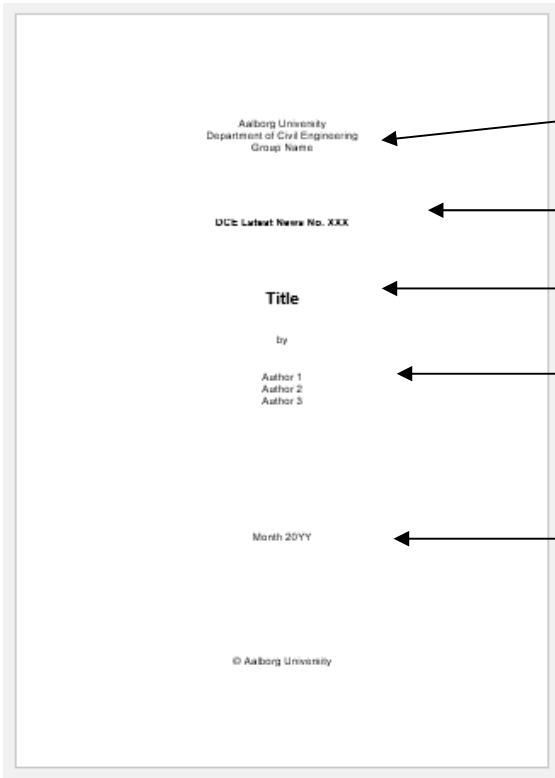 Aalborg University
Department of Civil Engineering
Group Name
DCE Latest News No. XXX
Title
by
Author 1
Author 2
Author 3
Month 20YY
© Aalborg University